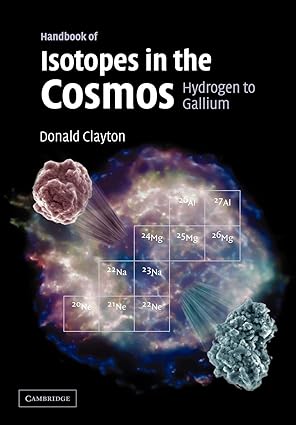 Handbook of
Isotopes in the
Cosmos Hydrogen to
Gallium
Donald Clayton
26Al 27Al
24Mg 25Mg 26Mg
22Na 23Na
20Ne 21Ne 22Ne
CAMBRIDGE